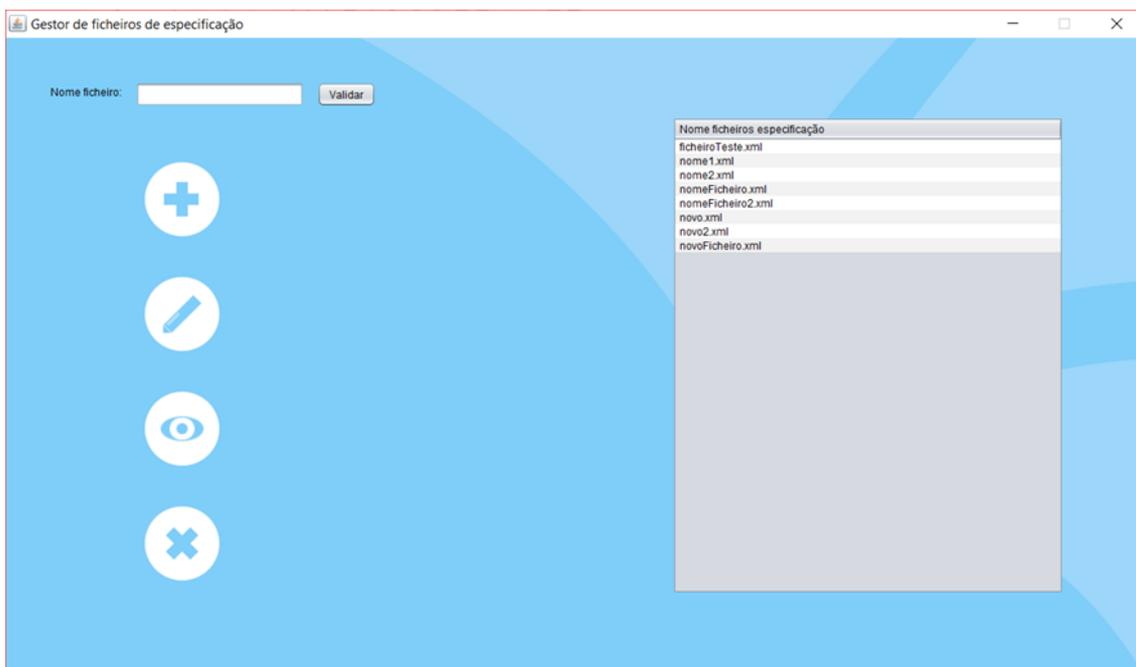 Gestor de ficheiros de especificação
Nome ficheiro:
Validar
Nome ficheiros especificação
ficheiroTeste.xml
nome1.xml
nome2.xml
nomeFicheiro.xml
nomeFicheiro2.xml
novo.xml
novo2.xml
novoFicheiro.xml